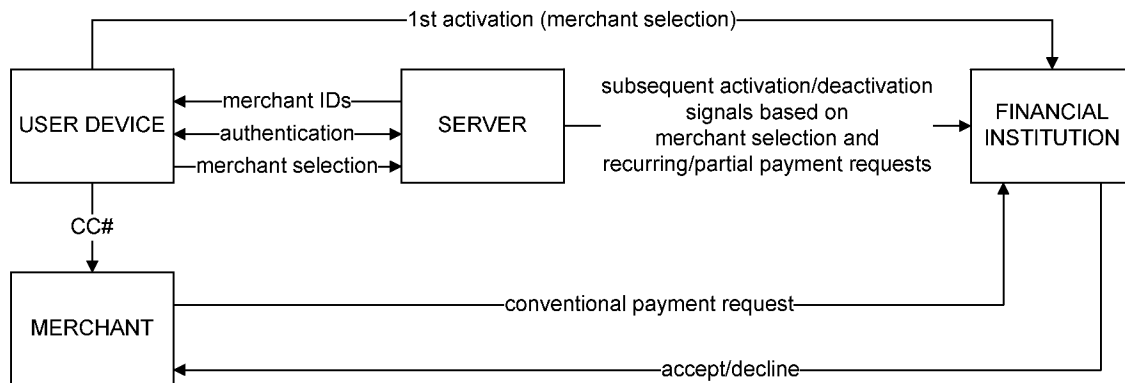 1st activation (merchant selection)
USER DEVICE
merchant IDs
authentication
merchant selection
SERVER
subsequent activation/deactivation
signals based on
merchant selection and
recurring/partial payment requests
FINANCIAL
INSTITUTION
CC#
MERCHANT
conventional payment request
accept/decline